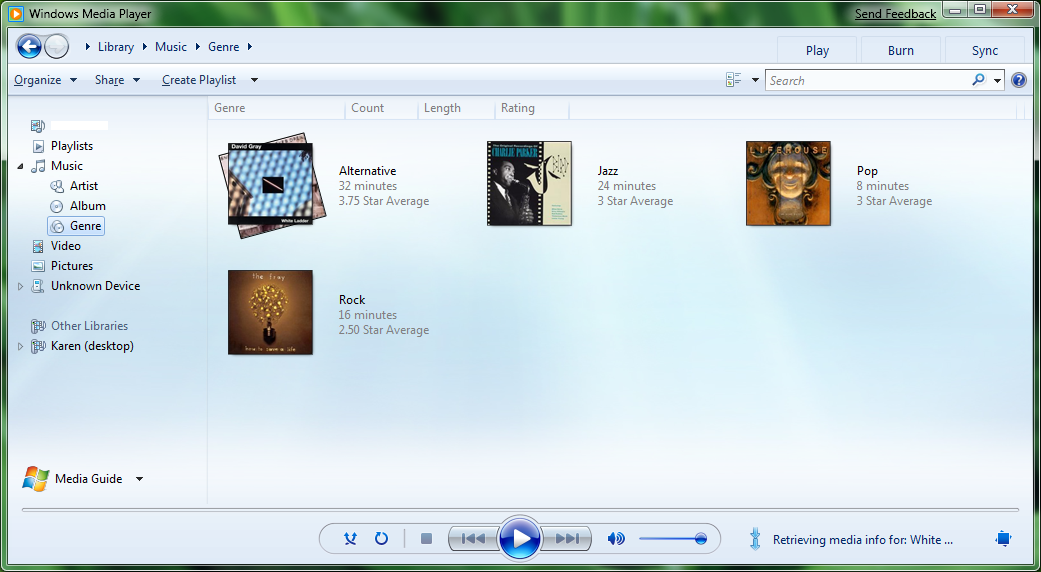 Windows Media Player
Send Feedback
Library Music Genre
Play Burn Sync
Organize Share Create Playlist
Search
Genre Count Length Rating
Playlists
Music
Artist
Album
Genre
Video
Pictures
Unknown Device
Other Libraries
Karen (desktop)
Media Guide
David Gray
White Ladder
Alternative
32 minutes
3.75 Star Average
CHARLIE PARKER
Jazz
24 minutes
3 Star Average
LIFEHOUSE
Pop
8 minutes
3 Star Average
the fray
how to save a life
Rock
16 minutes
2.50 Star Average
Retrieving media info for: White ...